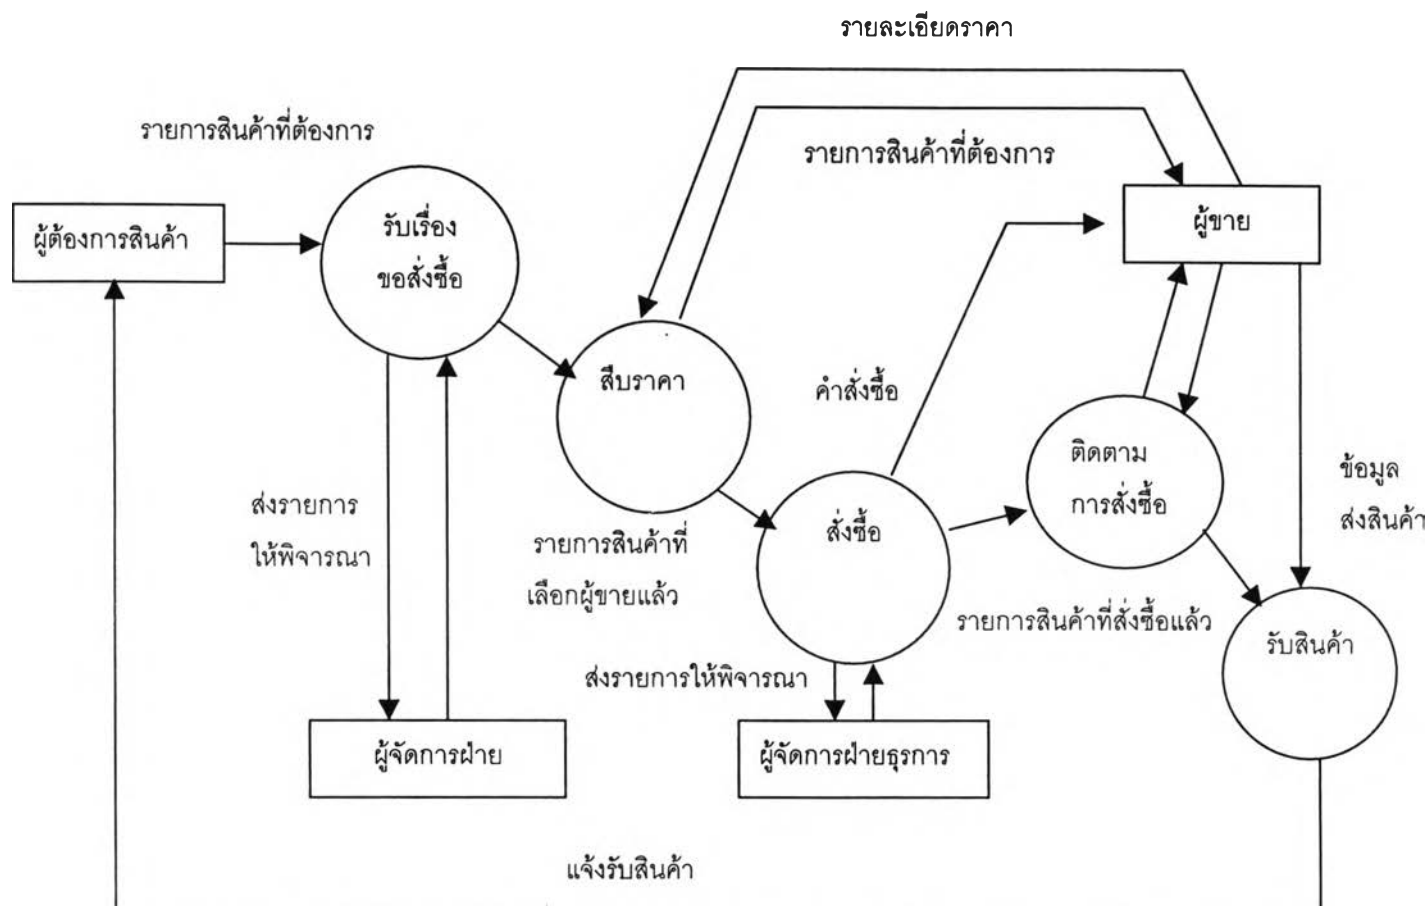 รายละเอียดราคา
รายการสินค้าที่ต้องการ
รายการสินค้าที่ต้องการ
ผู้ต้องการสินค้า
รับเรื่อง
ขอสั่งซื้อ
ผู้ขาย
สืบราคา
คำสั่งซื้อ
ติดตาม
การสั่งซื้อ
ข้อมูล
ส่งสินค้า
ส่งรายการ
ให้พิจารณา
รายการสินค้าที่
เลือกผู้ขายแล้ว
สั่งซื้อ
รายการสินค้าที่สั่งซื้อแล้ว
รับสินค้า
ส่งรายการให้พิจารณา
ผู้จัดการฝ่าย
ผู้จัดการฝ่ายธุรการ
แจ้งรับสินค้า